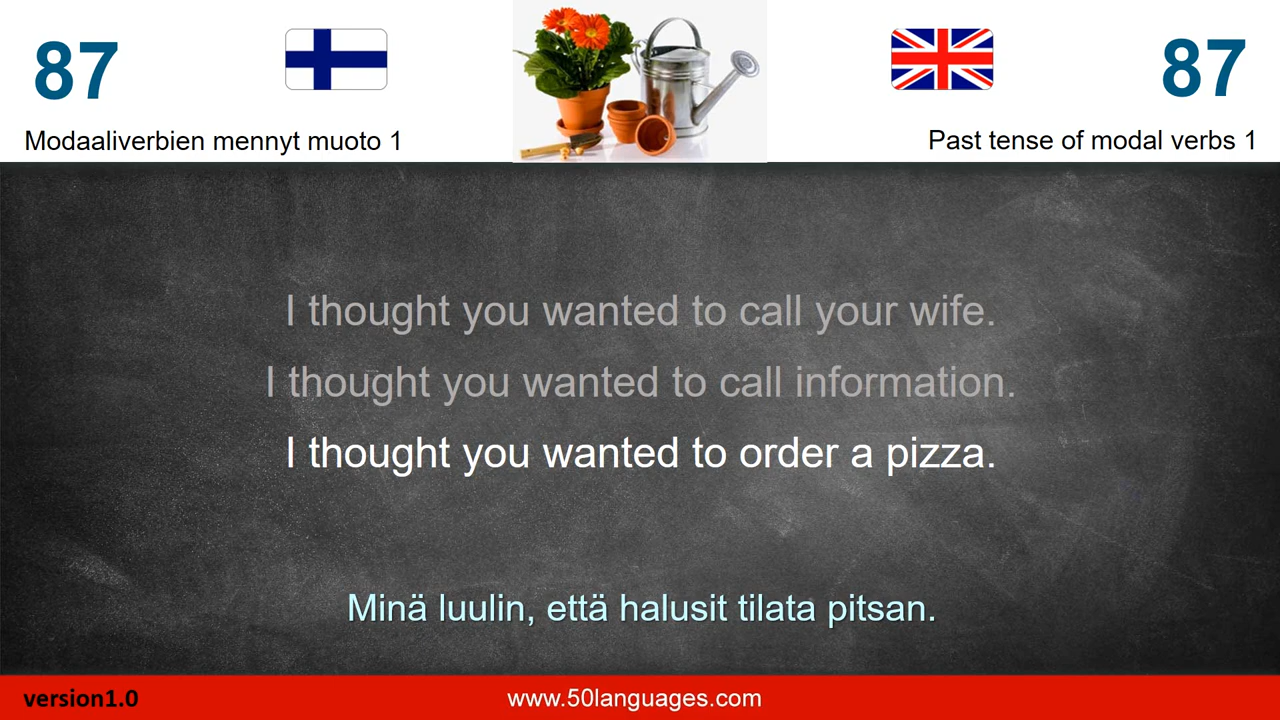 87
87
Modaaliverbien mennyt muoto 1
Past tense of modal verbs 1
I thought you wanted to call your wife.
I thought you wanted to call information.
I thought you wanted to order a pizza.
Minä luulin, että halusit tilata pitsan.
version1.0
www.50languages.com